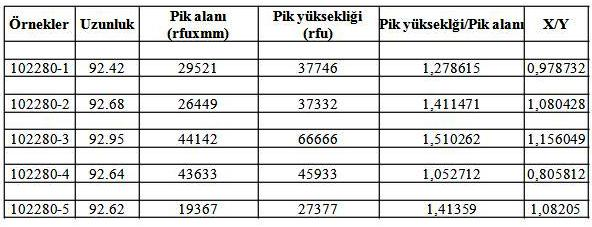 Örnekler Uzunluk Pik alanı (rfuxmm) Pik yüksekliği (rfu) Pik yükseklği/Pik alanı X/Y
102280-1 92.42 29521 37746 1,278615 0,978732
102280-2 92.68 26449 37332 1,411471 1,080428
102280-3 92.95 44142 66666 1,510262 1,156049
102280-4 92.64 43633 45933 1,052712 0,805812
102280-5 92.62 19367 27377 1,41359 1,08205